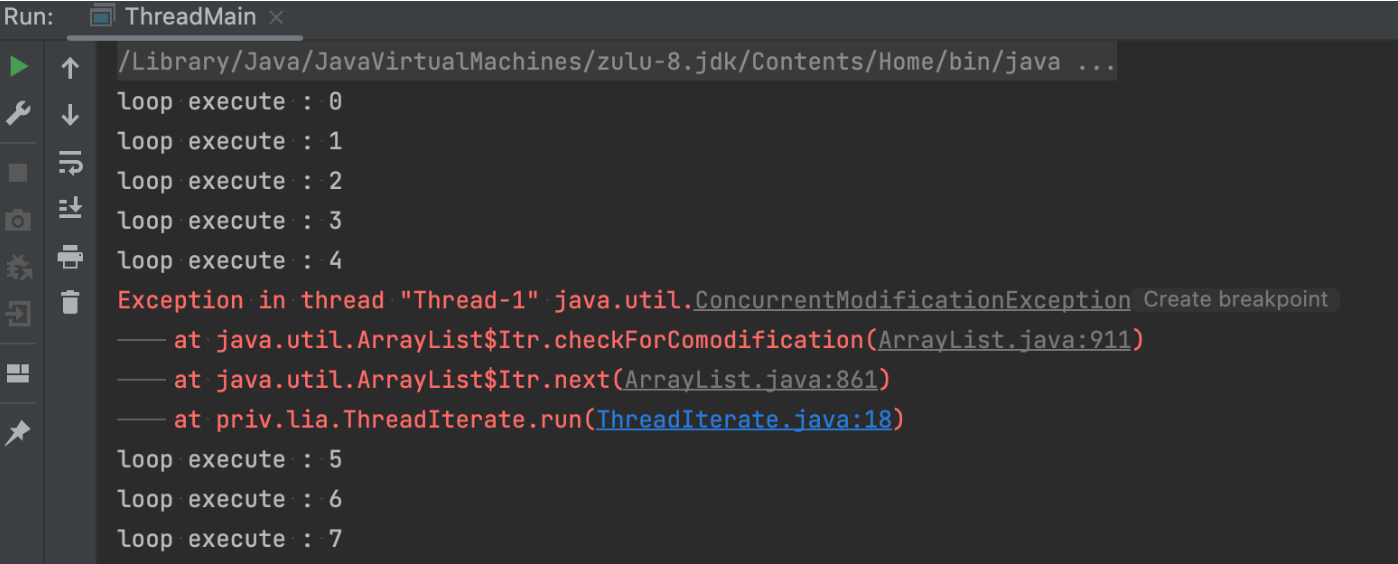 Run: ThreadMain
/Library/Java/JavaVirtualMachines/zulu-8.jdk/Contents/Home/bin/java ...
loop execute : 0
loop execute : 1
loop execute : 2
loop execute : 3
loop execute : 4
Exception in thread "Thread-1" java.util.ConcurrentModificationException Create breakpoint
at java.util.ArrayList$Itr.checkForComodification(ArrayList.java:911)
at java.util.ArrayList$Itr.next(ArrayList.java:861)
at priv.lia.ThreadIterate.run(ThreadIterate.java:18)
loop execute : 5
loop execute : 6
loop execute : 7